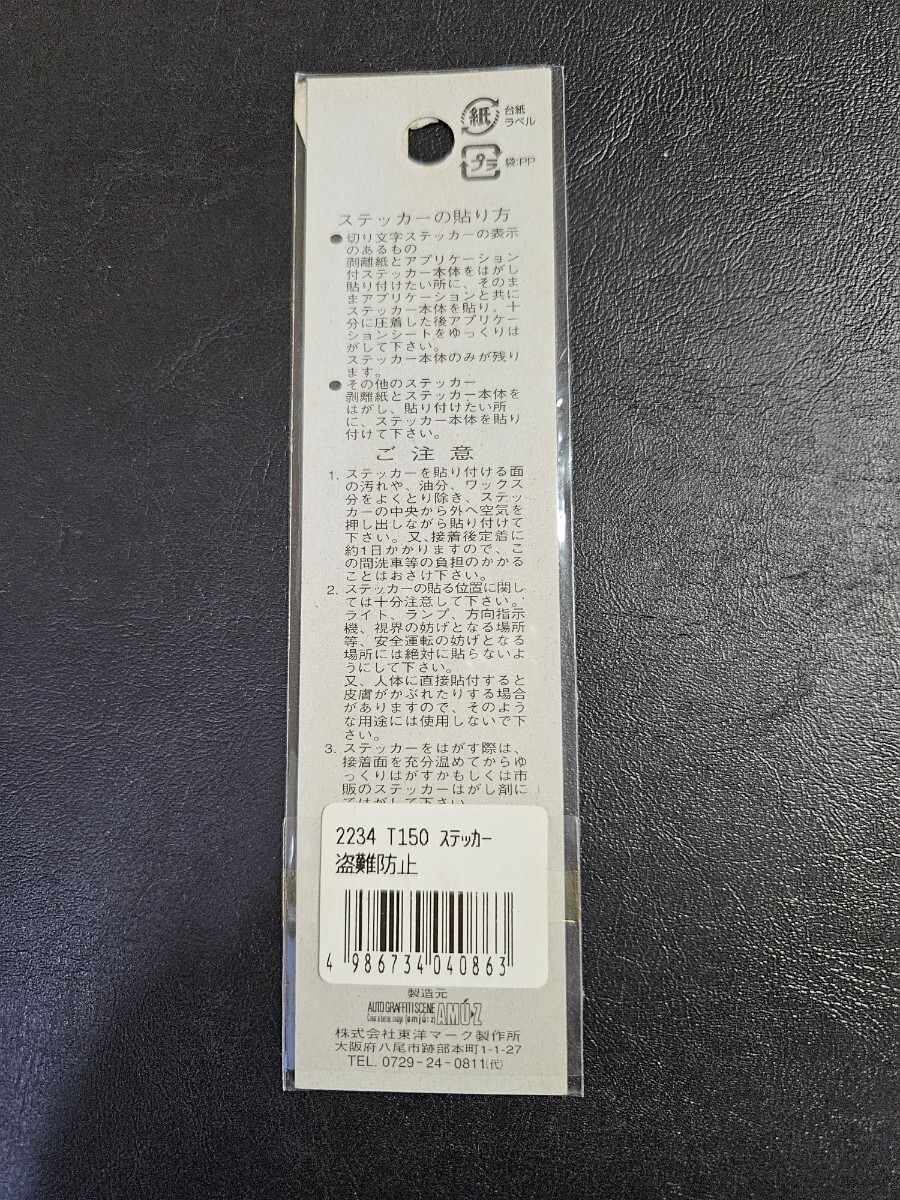 紙
台紙
ラベル
プラ
袋:PP
ステッカーの貼り方
●切り文字ステッカーの表示
のあるもの
剥離紙とアプリケーション
付ステッカー本体をはがし
貼り付けたい所に、そのま
まアプリケーションと共に
ステッカー本体を貼り、十
分に圧着した後アプリケー
ションシートをゆっくりは
がして下さい。
ステッカー本体のみが残り
ます。
●その他のステッカー
剥離紙とステッカー本体を
はがし、貼り付けたい所
に、ステッカー本体を貼り
付けて下さい。
ご注意
1. ステッカーを貼り付ける面
の汚れや、油分、ワックス
分をよくとり除き、ステッ
カーの中央から外へ空気を
押し出しながら貼り付けて
下さい。又、接着後定着に
約1日かかりますので、こ
の間洗車等の負担のかかる
ことはおさけ下さい。
2. ステッカーの貼る位置に関し
ては十分注意して下さい。
ライト、ランプ、方向指示
機、視界の妨げとなる場所
等、安全運転の妨げとなる
場所には絶対に貼らないよ
うにして下さい。
又、人体に直接貼付すると
皮膚がかぶれたりする場合
がありますので、そのよう
な用途には使用しないで下
さい。
3. ステッカーをはがす際は、
接着面を充分温めてからゆ
っくりはがすかもしくは市
販のステッカーはがし剤に
てはがして下さい。
2234 T150 ステッカー
盗難防止
4 986734 040863
製造元
AUTO GRAFFITI SCENE
[amju:z] AMU・Z
株式会社東洋マーク製作所
大阪府八尾市跡部本町1-1-27
TEL. 0729-24-0811(代)